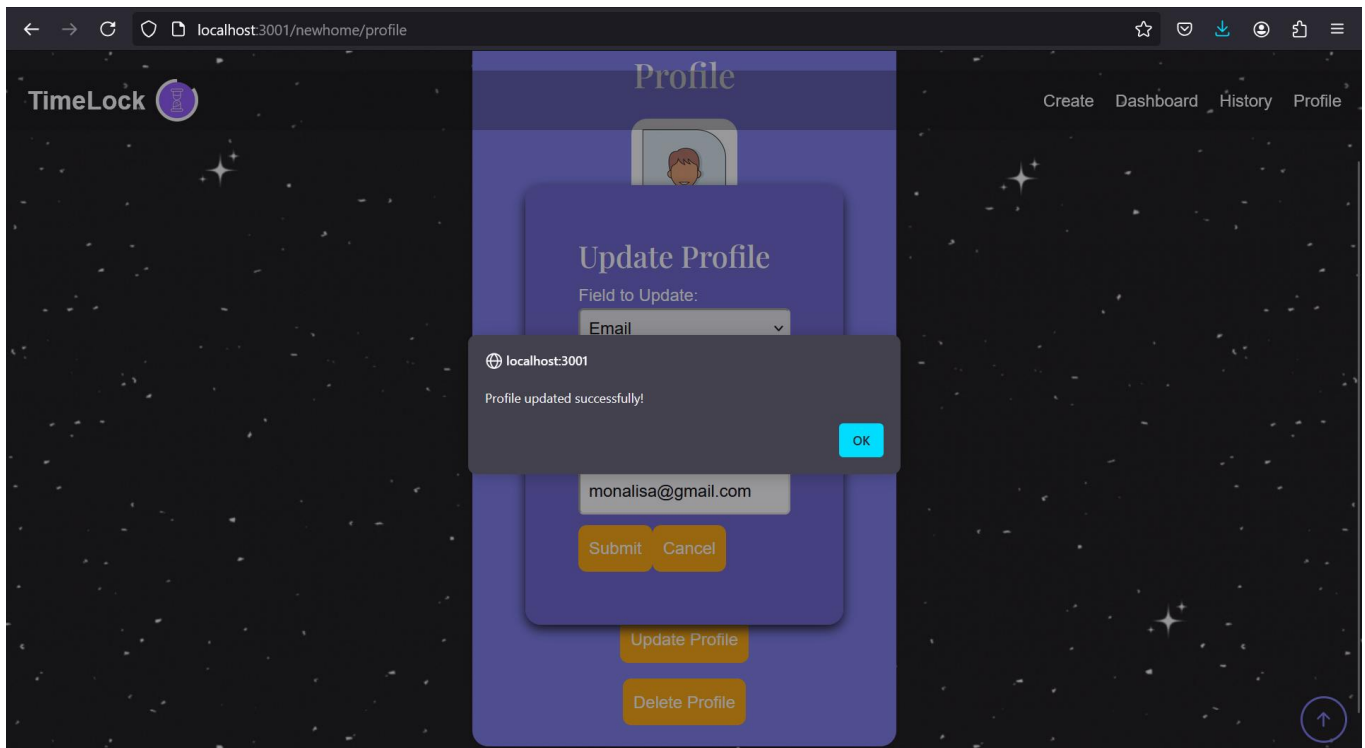 localhost:3001/newhome/profile
Profile
TimeLock
Create Dashboard History Profile
Update Profile
Field to Update:
Email
localhost:3001
Profile updated successfully!
OK
monalisa@gmail.com
Submit Cancel
Update Profile
Delete Profile